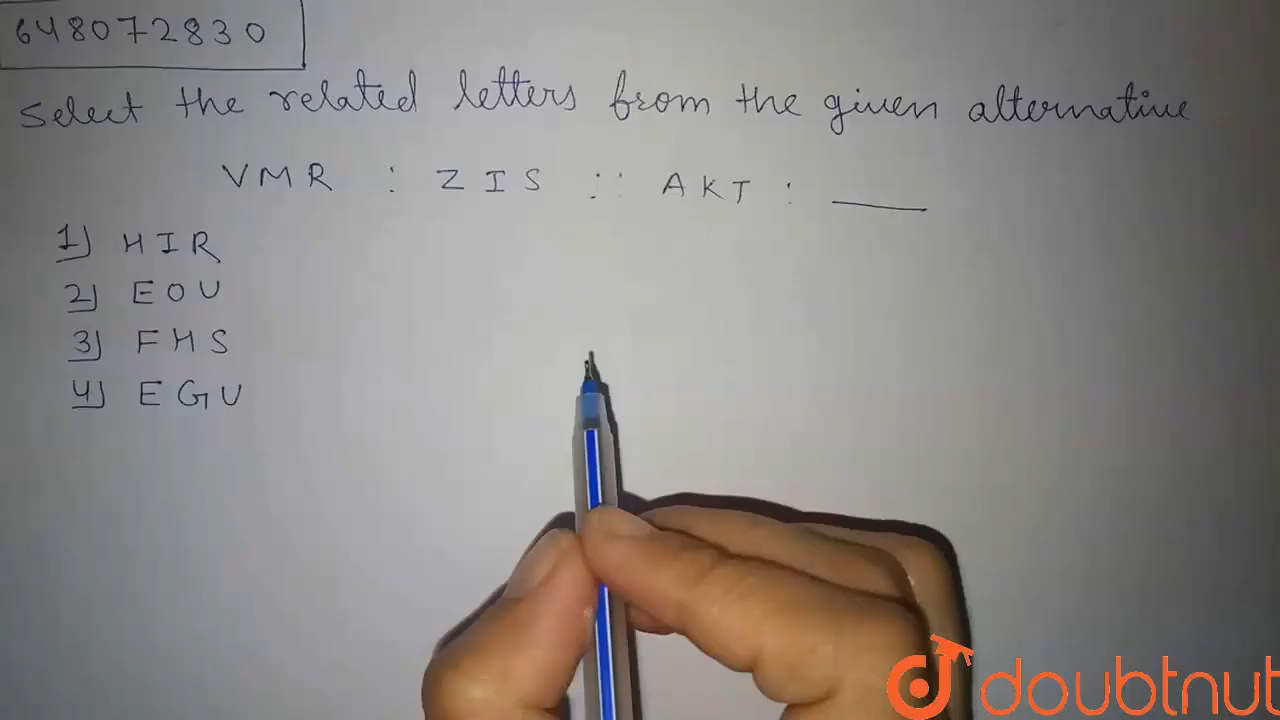 648072830
Select the related letters from the given alternative
VMR : ZIS :: AKT : ___
1) HIR
2) EOU
3) FHS
4) EGU
doubtnut